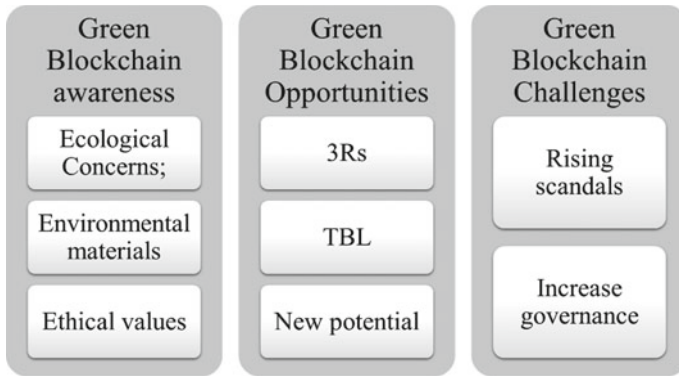 Green
Blockchain
awareness
Ecological
Concerns;
Environmental
materials
Ethical values
Green
Blockchain
Opportunities
3Rs
TBL
New potential
Green
Blockchain
Challenges
Rising
scandals
Increase
governance